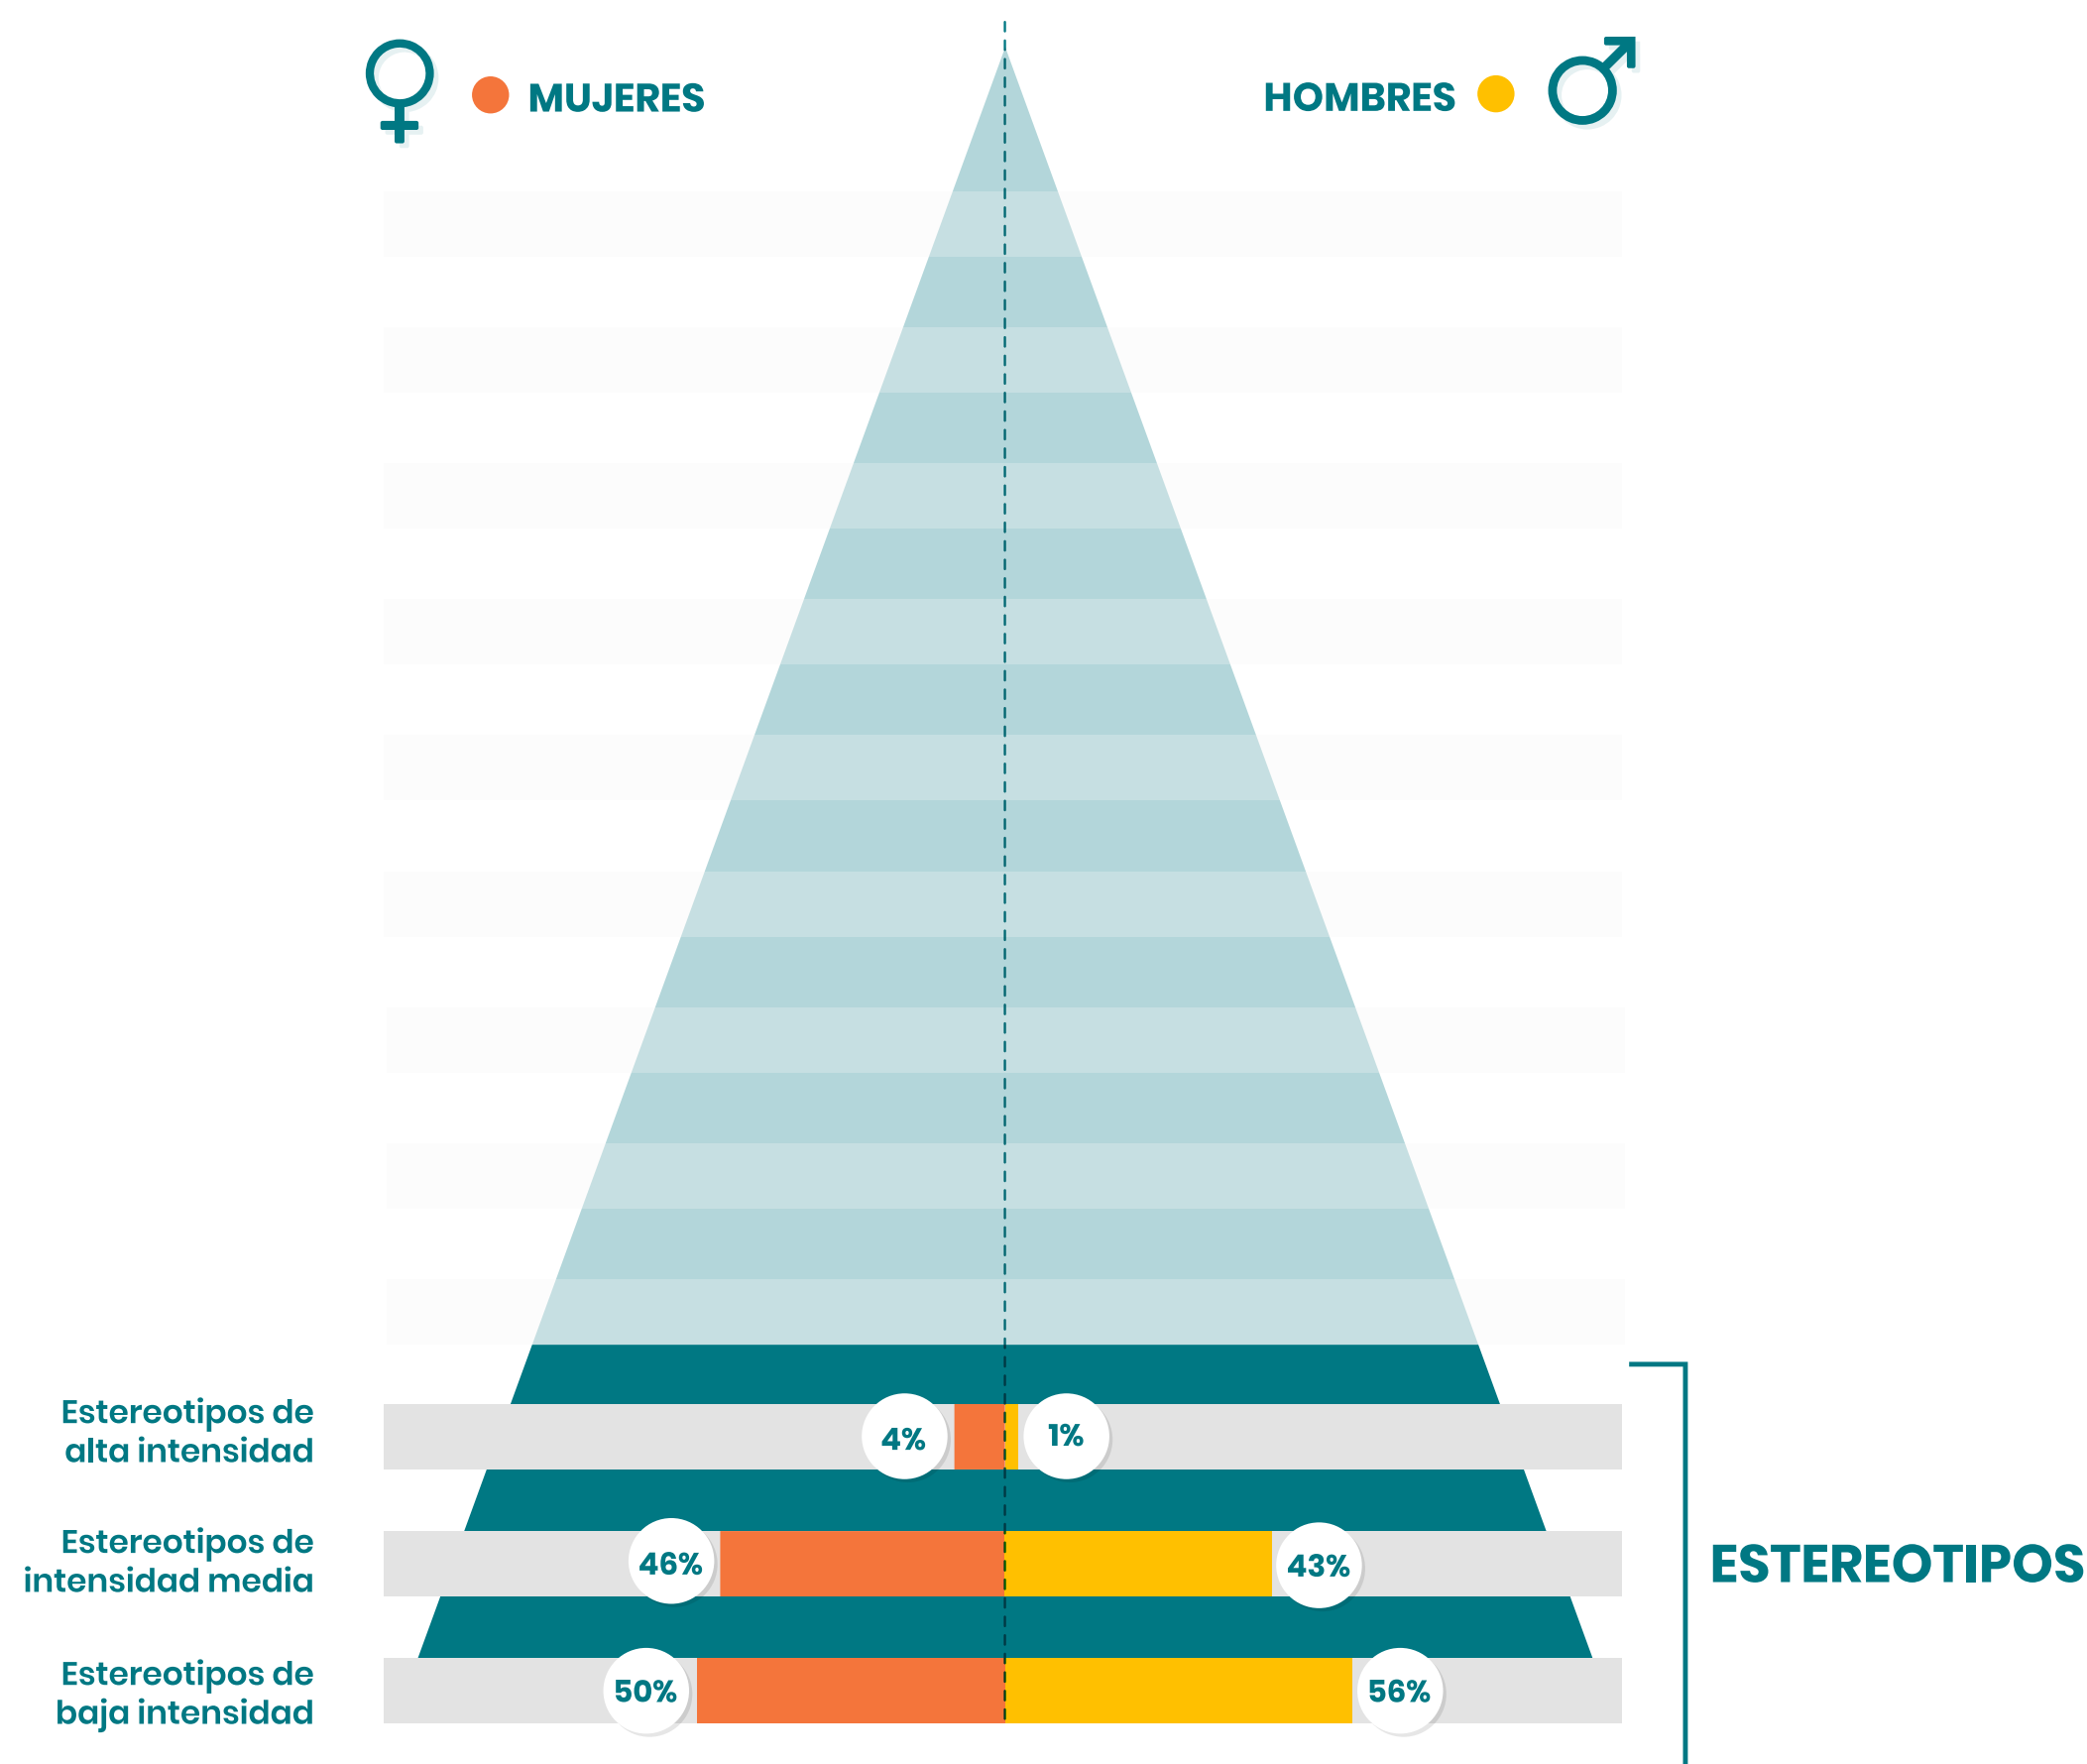 MUJERES
HOMBRES
Estereotipos de
alta intensidad
4%
1%
Estereotipos de
intensidad media
46%
43%
ESTEREOTIPOS
Estereotipos de
baja intensidad
50%
56%